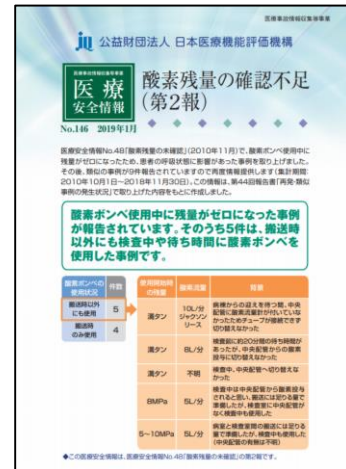 医療事故情報収集等事業
公益財団法人 日本医療機能評価機構
医療事故情報収集等事業
医療
安全情報
No.146 2019年1月
酸素残量の確認不足
(第2報)
医療安全情報No.48「酸素残量の未確認」(2010年11月)で、酸素ボンベ使用中に
残量がゼロになったため、患者の呼吸状態に影響があった事例を取り上げました。
その後、類似の事例が9件報告されていますので再度情報提供します(集計期間:
2010年10月1日~2018年11月30日)。この情報は、第44回報告書「再発・類似
事例の発生状況」で取り上げた内容をもとに作成しました。
酸素ボンベ使用中に残量がゼロになった事例
が報告されています。そのうち5件は、搬送時
以外にも検査中や待ち時間に酸素ボンベを
使用した事例です。
酸素ボンベの
使用状況
件数
搬送時以外
にも使用
5
搬送時
のみ使用
4
使用開始時
の残量
酸素流量
背景
満タン
10L/分
ジャクソン
リース
病棟からの迎えを待つ間、中央
配管に酸素流量計が付いていな
かったためチューブが接続できず
切り替えなかった
満タン
8L/分
検査前に約20分間の待ち時間が
あったが、中央配管からの酸素
投与に切り替えなかった
満タン
不明
検査中、中央配管へ切り替えな
かった
8MPa
5L/分
検査中は中央配管から酸素投与
されると思い、搬送には足りる量で
準備したが、検査室に中央配管が
なく検査中も使用した
5~10MPa
5L/分
病室と検査室間の搬送には足りる
量で準備したが、検査中も使用した
(中央配管の有無は不明)
◆この医療安全情報は、医療安全情報No.48「酸素残量の未確認」の第2報です。